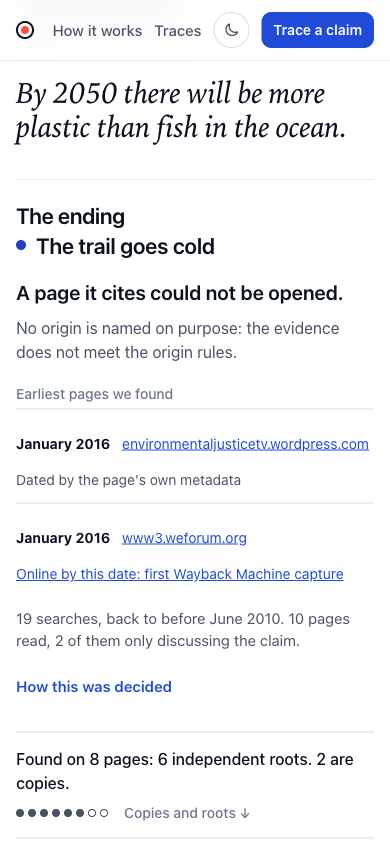 How it works Traces Trace a claim
By 2050 there will be more
plastic than fish in the ocean.
The ending
The trail goes cold
A page it cites could not be opened.
No origin is named on purpose: the evidence
does not meet the origin rules.
Earliest pages we found
January 2016 environmentaljusticetv.wordpress.com
Dated by the page's own metadata
January 2016 www3.weforum.org
Online by this date: first Wayback Machine capture
19 searches, back to before June 2010. 10 pages
read, 2 of them only discussing the claim.
How this was decided
Found on 8 pages: 6 independent roots. 2 are
copies.
Copies and roots ↓